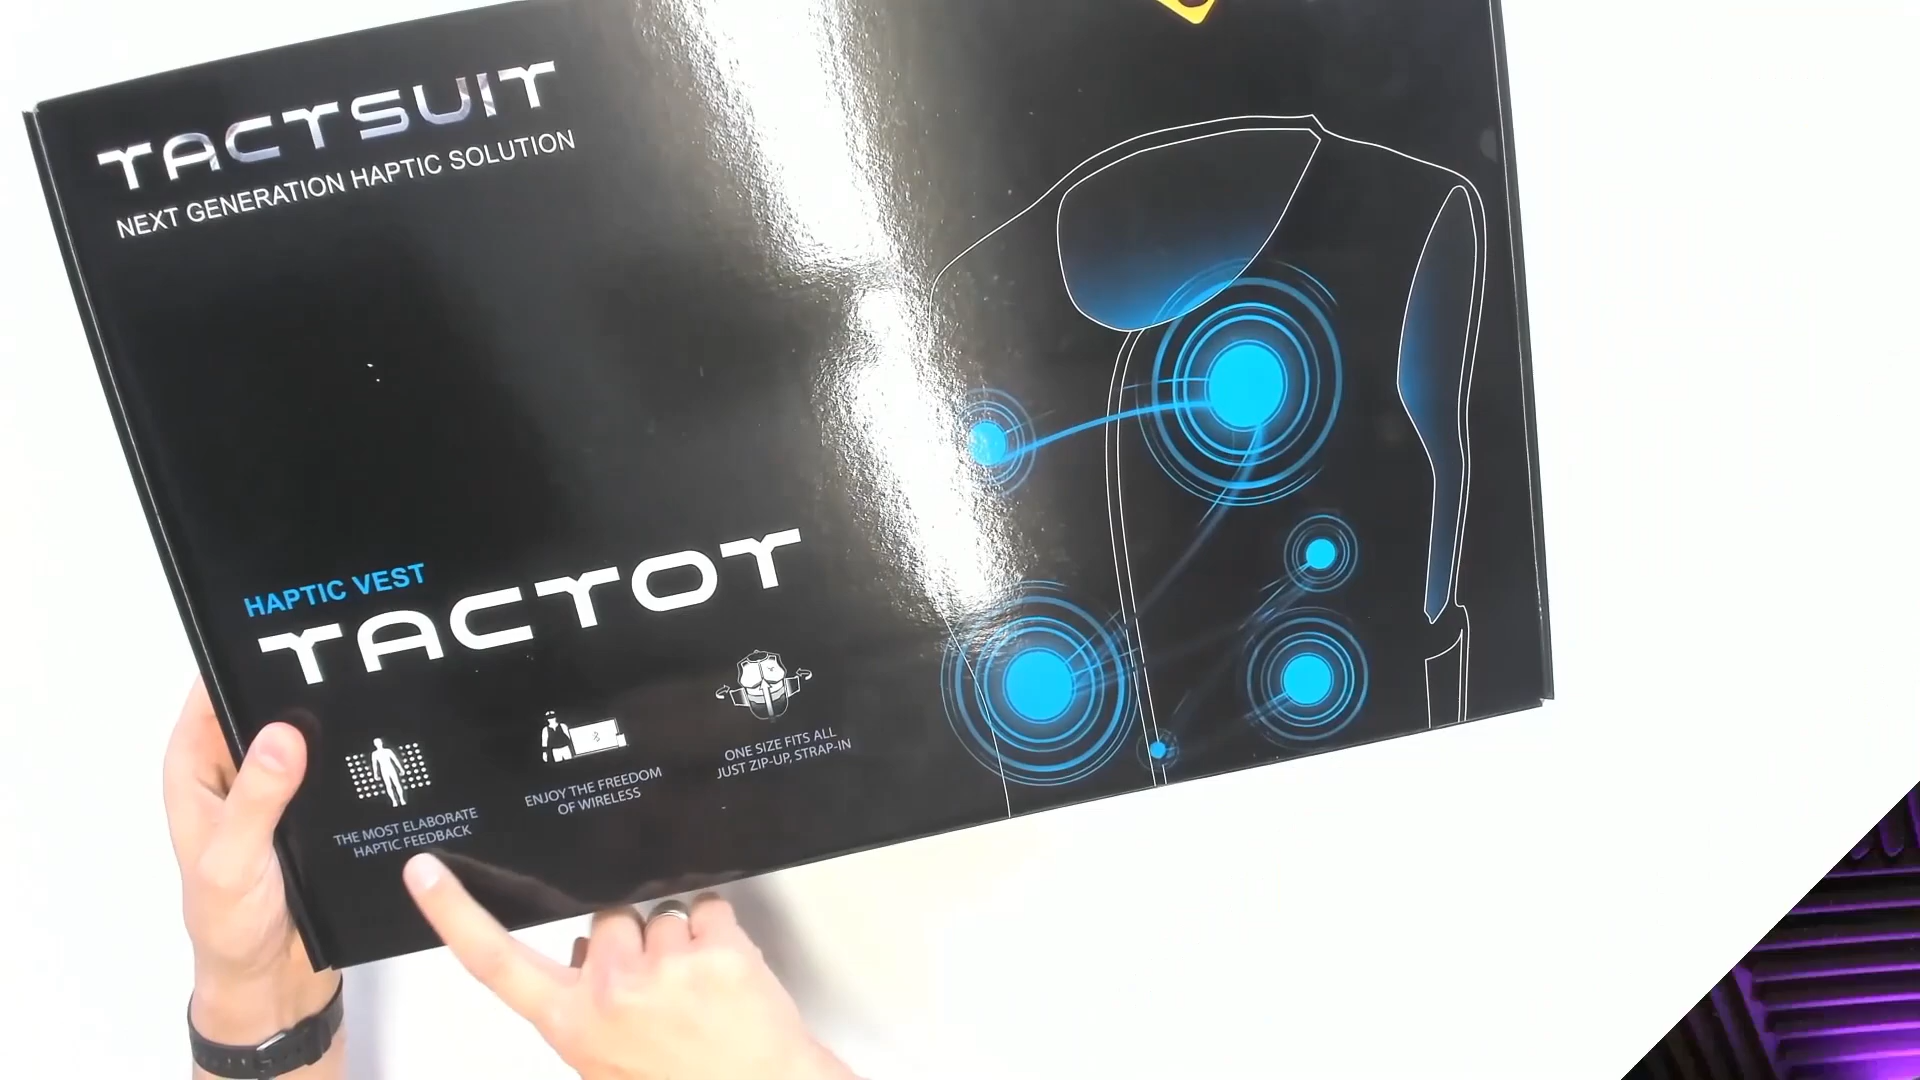 TACTSUIT
NEXT GENERATION HAPTIC SOLUTION
HAPTIC VEST
TACTOT
THE MOST ELABORATE
HAPTIC FEEDBACK
ENJOY THE FREEDOM
OF WIRELESS
ONE SIZE FITS ALL
JUST ZIP-UP, STRAP-IN